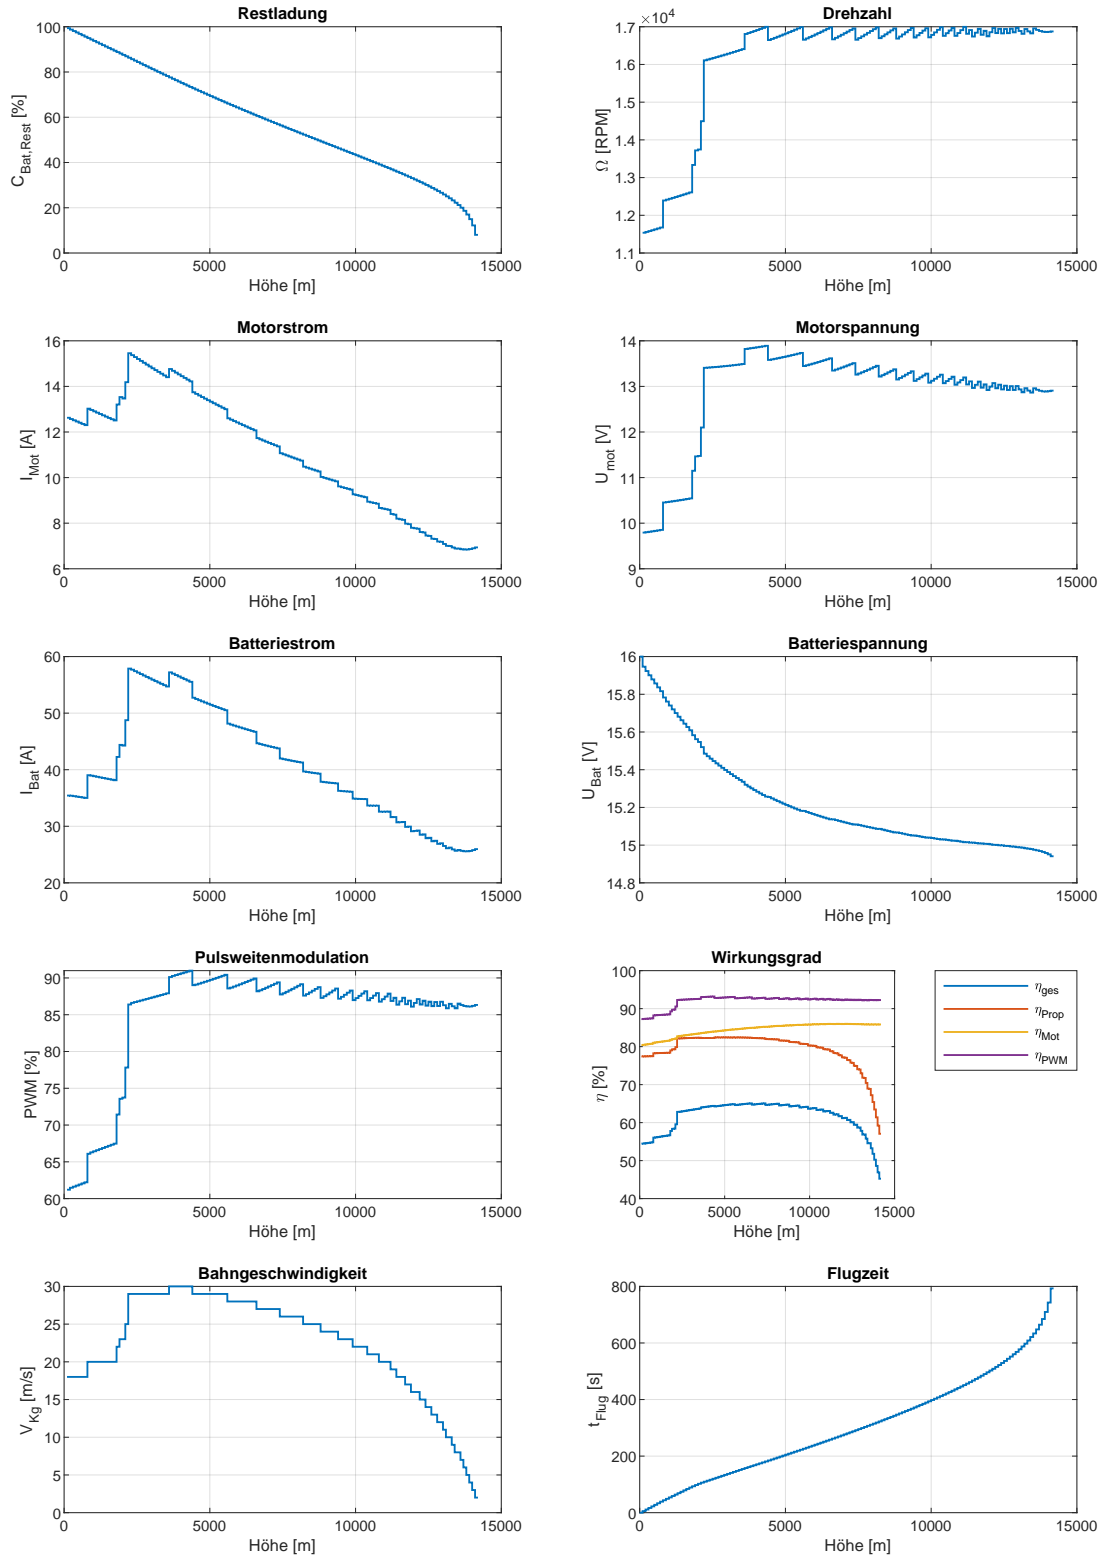 Restladung
C_Bat,Rest [%]
100
80
60
40
20
0
0 5000 10000 15000
Höhe [m]
Drehzahl
×10^4
Ω [RPM]
1.7
1.6
1.5
1.4
1.3
1.2
1.1
0 5000 10000 15000
Höhe [m]
Motorstrom
I_Mot [A]
16
14
12
10
8
6
0 5000 10000 15000
Höhe [m]
Motorspannung
U_mot [V]
14
13
12
11
10
9
0 5000 10000 15000
Höhe [m]
Batteriestrom
I_Bat [A]
60
50
40
30
20
0 5000 10000 15000
Höhe [m]
Batteriespannung
U_Bat [V]
16
15.8
15.6
15.4
15.2
15
14.8
0 5000 10000 15000
Höhe [m]
Pulsweitenmodulation
PWM [%]
90
85
80
75
70
65
60
0 5000 10000 15000
Höhe [m]
Wirkungsgrad
η [%]
100
90
80
70
60
50
40
0 5000 10000 15000
Höhe [m]
η_ges
η_Prop
η_Mot
η_PWM
Bahngeschwindigkeit
V_Kg [m/s]
30
25
20
15
10
5
0
0 5000 10000 15000
Höhe [m]
Flugzeit
t_Flug [s]
800
600
400
200
0
0 5000 10000 15000
Höhe [m]